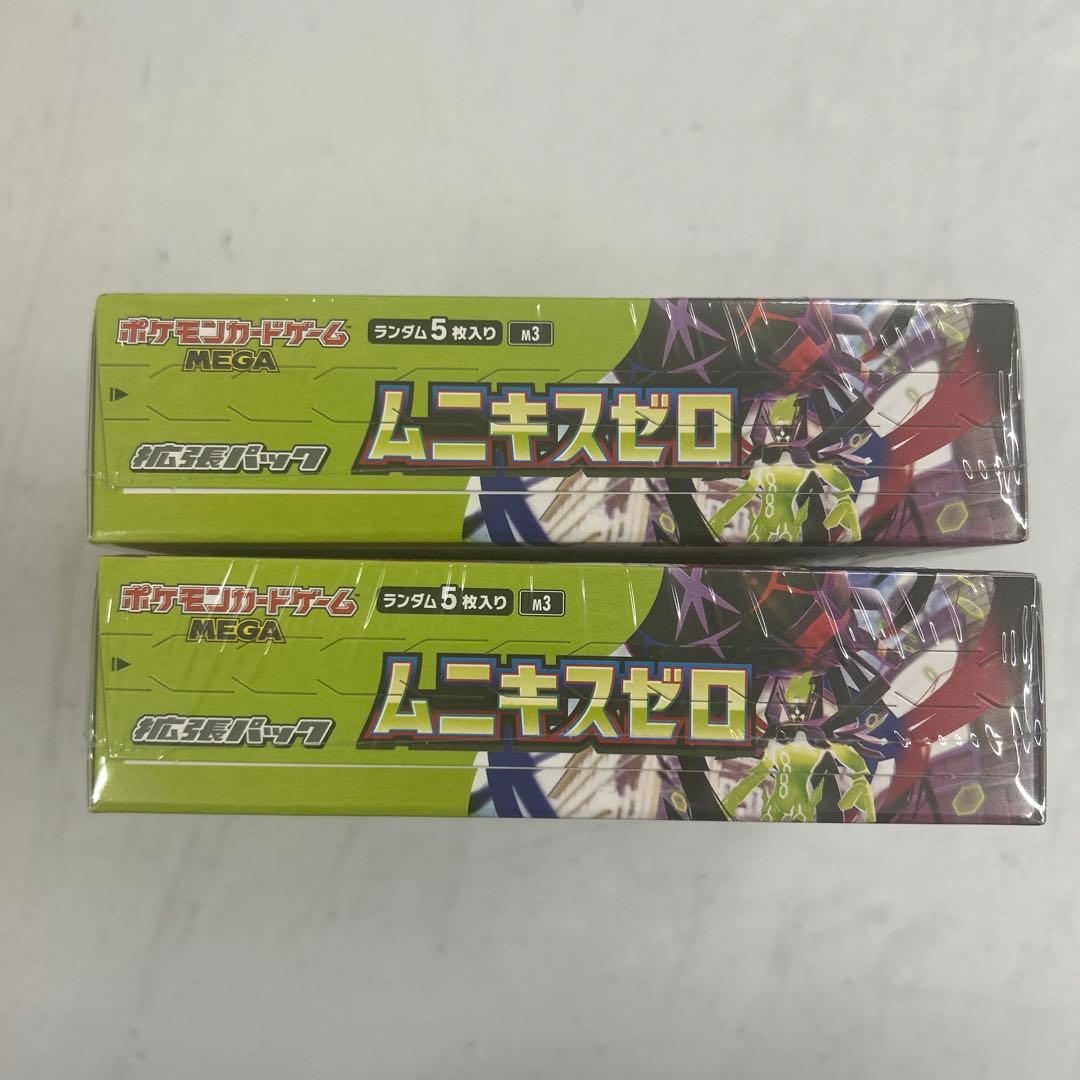 ポケモンカードゲーム
MEGA
ランダム5枚入り M3
ムニキスゼロ
拡張パック
ポケモンカードゲーム
MEGA
ランダム5枚入り M3
ムニキスゼロ
拡張パック